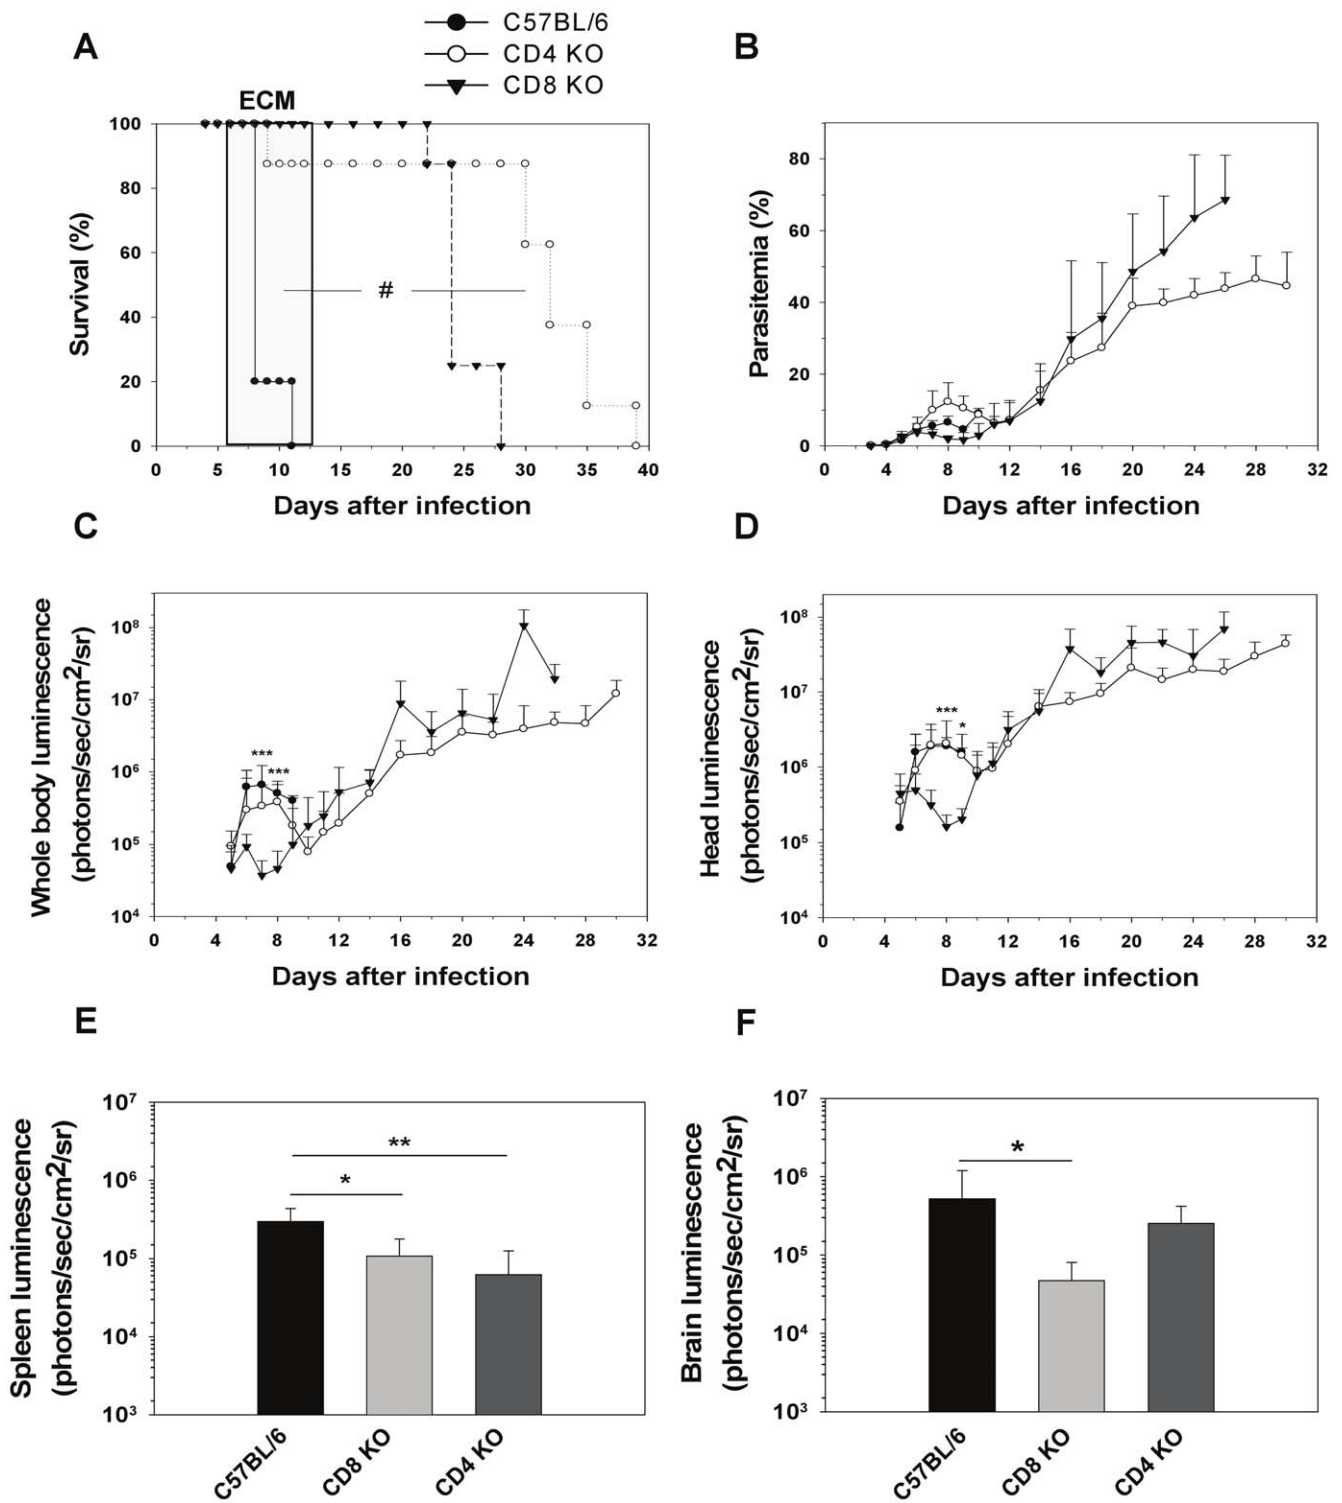 C57BL/6
CD4 KO
CD8 KO
A
B
ECM
100
80
60
40
20
0
#
0 5 10 15 20 25 30 35 40
Survival (%)
Days after infection
80
60
40
20
0
0 4 8 12 16 20 24 28 32
Parasitemia (%)
Days after infection
C
D
10^8
10^7
10^6
10^5
10^4
***
***
0 4 8 12 16 20 24 28 32
Whole body luminescence
(photons/sec/cm²/sr)
Days after infection
10^8
10^7
10^6
10^5
10^4
***
*
0 4 8 12 16 20 24 28 32
Head luminescence
(photons/sec/cm²/sr)
Days after infection
E
F
10^7
10^6
10^5
10^4
10^3
**
*
Spleen luminescence
(photons/sec/cm²/sr)
C57BL/6
CD8 KO
CD4 KO
10^7
10^6
10^5
10^4
10^3
*
Brain luminescence
(photons/sec/cm²/sr)
C57BL/6
CD8 KO
CD4 KO